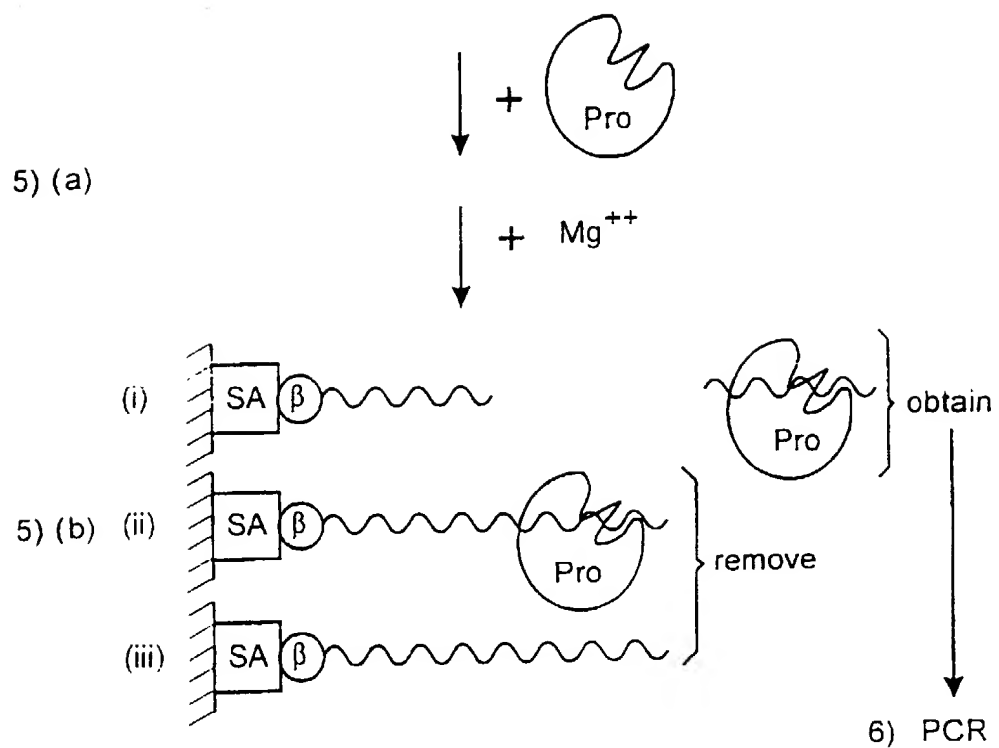 + Pro
5) (a)
+ Mg++
(i) SA β Pro obtain
5) (b) (ii) SA β Pro remove
(iii) SA β
6) PCR